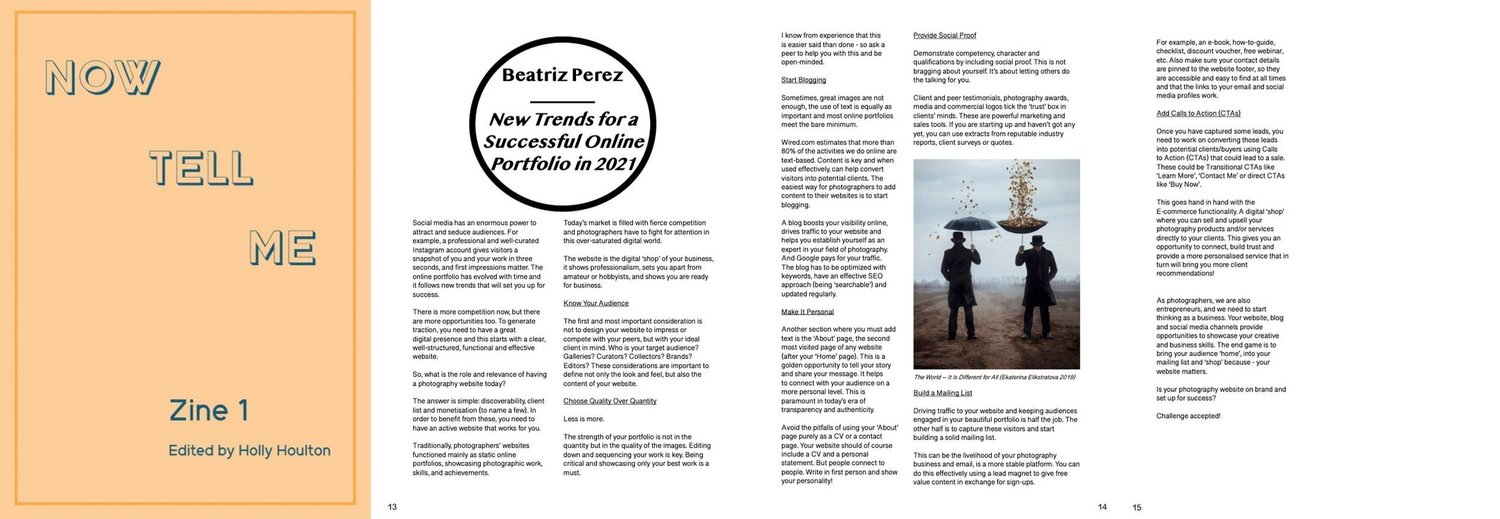 NOW
TELL
ME
Zine 1
Edited by Holly Houlton
Beatriz Perez
New Trends for a
Successful Online
Portfolio in 2021
Social media has an enormous power to
attract and seduce audiences. For
example, a professional and well-curated
Instagram account gives visitors a
snapshot of you and your work in three
seconds, and first impressions matter. The
online portfolio has evolved with time and
it follows new trends that will set you up for
success.
There is more competition now, but there
are more opportunities too. To generate
traction, you need to have a great
digital presence and this starts with a clear,
well-structured, functional and effective
website.
So, what is the role and relevance of having
a photography website today?
The answer is simple: discoverability, client
list and monetisation (to name a few). In
order to benefit from these, you need to
have an active website that works for you.
Traditionally, photographers' websites
functioned mainly as static online
portfolios, showcasing photographic work,
skills, and achievements.
13
Today's market is filled with fierce competition
and photographers have to fight for attention in
this over-saturated digital world.
The website is the digital 'shop' of your business,
it shows professionalism, sets you apart from
amateur or hobbyists, and shows you are ready
for business.
Know Your Audience
The first and most important consideration is
not to design your website to impress or
compete with your peers, but with your ideal
client in mind. Who is your target audience?
Galleries? Curators? Collectors? Brands?
Editors? These considerations are important to
define not only the look and feel, but also the
content of your website.
Choose Quality Over Quantity
Less is more.
The strength of your portfolio is not in the
quantity but in the quality of the images. Editing
down and sequencing your work is key. Being
critical and showcasing only your best work is a
must.
I know from experience that this
is easier said than done - so ask a
peer to help you with this and be
open-minded.
Start Blogging
Sometimes, great images are not
enough, the use of text is equally as
important and most online portfolios
meet the bare minimum.
Wired.com estimates that more than
80% of the activities we do online are
text-based. Content is key and when
used effectively, can help convert
visitors into potential clients. The
easiest way for photographers to add
content to their websites is to start
blogging.
A blog boosts your visibility online,
drives traffic to your website and
helps you establish yourself as an
expert in your field of photography.
And Google pays for your traffic.
The blog has to be optimized with
keywords, have an effective SEO
approach (being 'searchable') and
updated regularly.
Make It Personal
Another section where you must add
text is the 'About' page, the second
most visited page of any website
(after your 'Home' page). This is a
golden opportunity to tell your story
and share your message. It helps
to connect with your audience on a
more personal level. This is
paramount in today's era of
transparency and authenticity.
Avoid the pitfalls of using your 'About'
page purely as a CV or a contact
page. Your website should of course
include a CV and a personal
statement. But people connect to
people. Write in first person and show
your personality!
Provide Social Proof
Demonstrate competency, character and
qualifications by including social proof. This is not
bragging about yourself. It's about letting others do
the talking for you.
Client and peer testimonials, photography awards,
media and commercial logos tick the 'trust' box in
clients' minds. These are powerful marketing and
sales tools. If you are starting up and haven't got any
yet, you can use extracts from reputable industry
reports, client surveys or quotes.
The World – It Is Different for All (Ekaterina Elikstratova 2019)
Build a Mailing List
Driving traffic to your website and keeping audiences
engaged in your beautiful portfolio is half the job. The
other half is to capture these visitors and start
building a solid mailing list.
This can be the livelihood of your photography
business and email, is a more stable platform. You can
do this effectively using a lead magnet to give free
value content in exchange for sign-ups.
14
For example, an e-book, how-to-guide,
checklist, discount voucher, free webinar,
etc. Also make sure your contact details
are pinned to the website footer, so they
are accessible and easy to find at all times
and that the links to your email and social
media profiles work.
Add Calls to Action (CTAs)
Once you have captured some leads, you
need to work on converting those leads
into potential clients/buyers using Calls
to Action (CTAs) that could lead to a sale.
These could be Transitional CTAs like
'Learn More', 'Contact Me' or direct CTAs
like 'Buy Now'.
This goes hand in hand with the
E-commerce functionality. A digital 'shop'
where you can sell and upsell your
photography products and/or services
directly to your clients. This gives you an
opportunity to connect, build trust and
provide a more personalised service that in
turn will bring you more client
recommendations!
As photographers, we are also
entrepreneurs, and we need to start
thinking as a business. Your website, blog
and social media channels provide
opportunities to showcase your creative
and business skills. The end game is to
bring your audience 'home', into your
mailing list and 'shop' because - your
website matters.
Is your photography website on brand and
set up for success?
Challenge accepted!
15